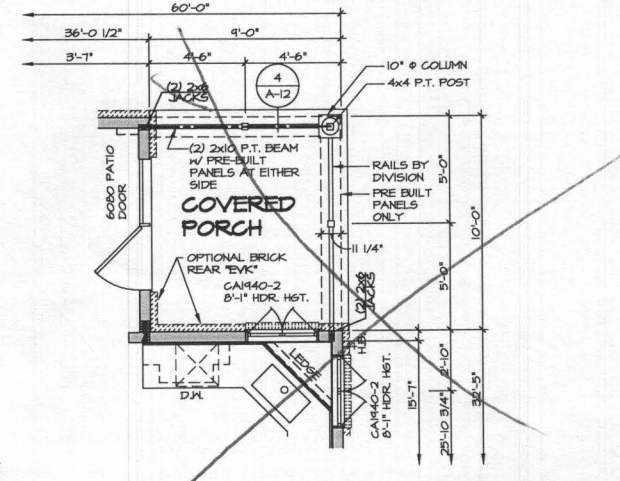 60'-0"
36'-0 1/2"
9'-0"
3'-7"
4'-6"
4'-6"
4
A-12
10" Φ COLUMN
4x4 P.T. POST
(2) 2x6
JACKS
(2) 2x10 P.T. BEAM
W/ PRE-BUILT
PANELS AT EITHER
SIDE
6080 PATIO
DOOR
COVERED
PORCH
RAILS BY
DIVISION
PRE BUILT
PANELS
ONLY
5'-0"
10'-0"
11 1/4"
OPTIONAL BRICK
REAR "EVK"
CA1940-2
8'-1" HDR. HGT.
(2) 2x6
JACKS
5'-0"
H.B.
LEDGE
D.W.
CA1940-2
8'-1" HDR. HGT.
15'-7"
2'-10"
25'-10 3/4"
32'-5"